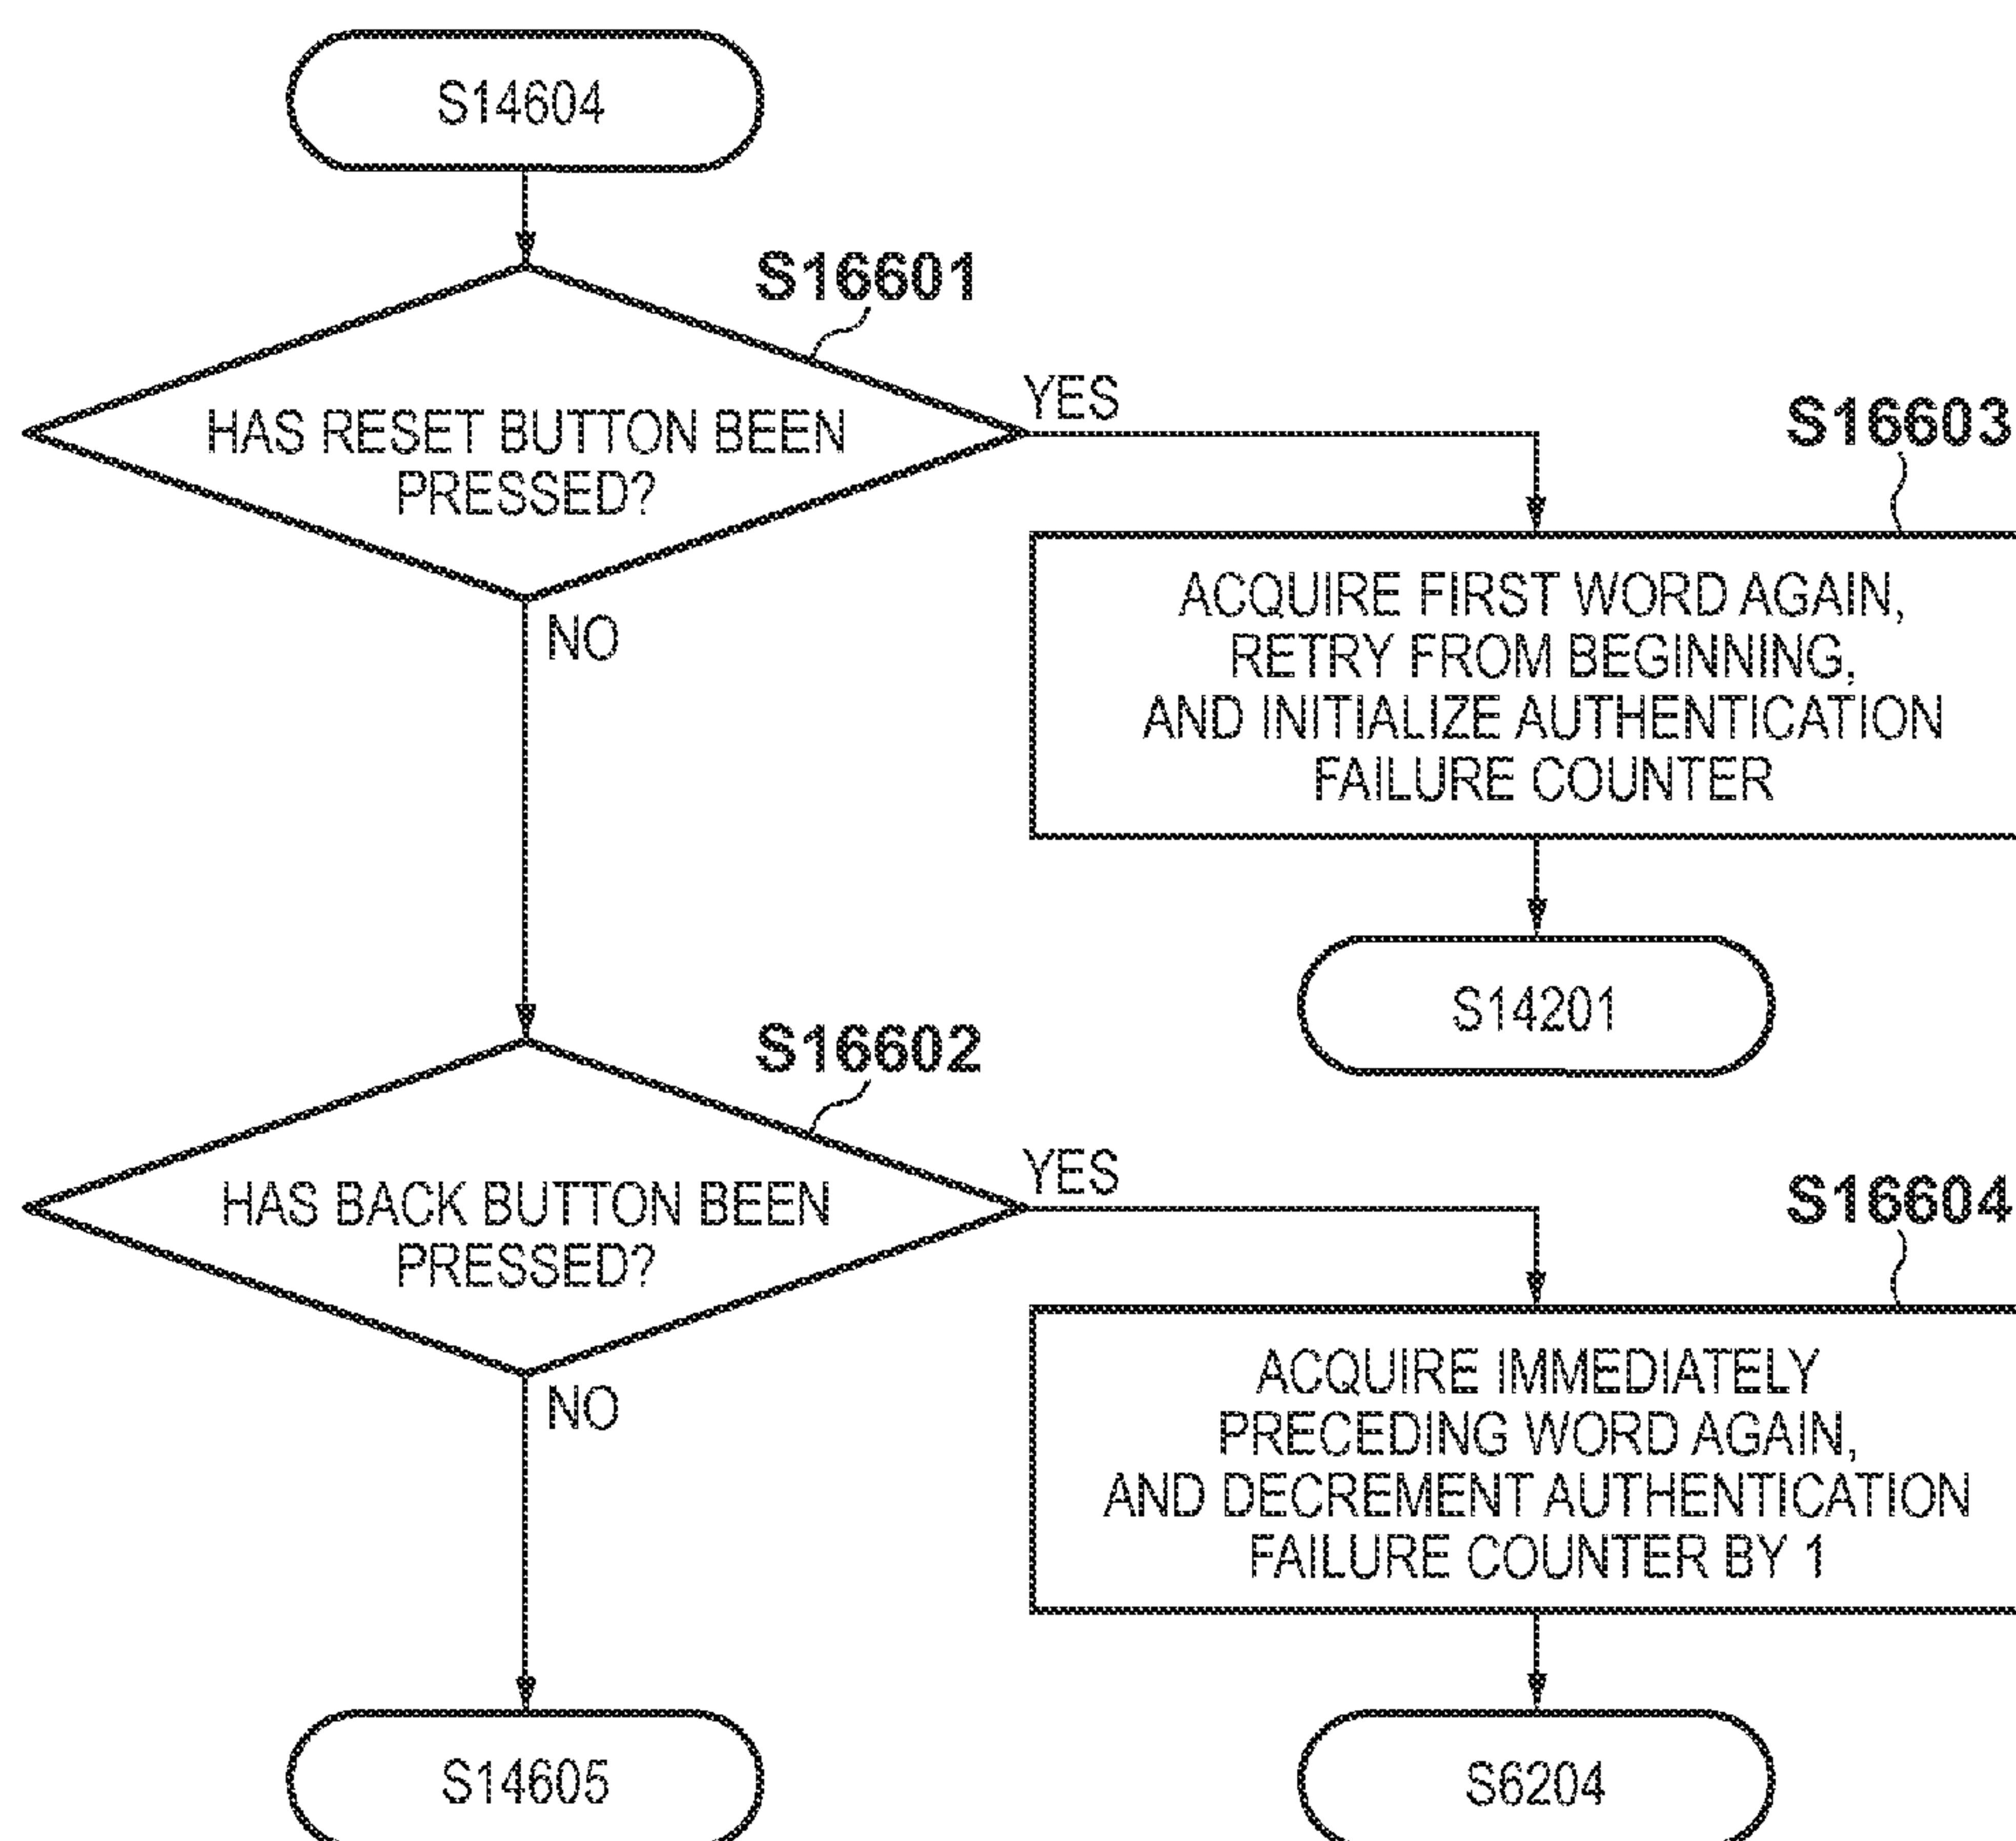 S14604
S16601
HAS RESET BUTTON BEEN
PRESSED?
YES
NO
S16603
ACQUIRE FIRST WORD AGAIN,
RETRY FROM BEGINNING,
AND INITIALIZE AUTHENTICATION
FAILURE COUNTER
S14201
S16602
HAS BACK BUTTON BEEN
PRESSED?
YES
NO
S16604
ACQUIRE IMMEDIATELY
PRECEDING WORD AGAIN,
AND DECREMENT AUTHENTICATION
FAILURE COUNTER BY 1
S14605
S6204